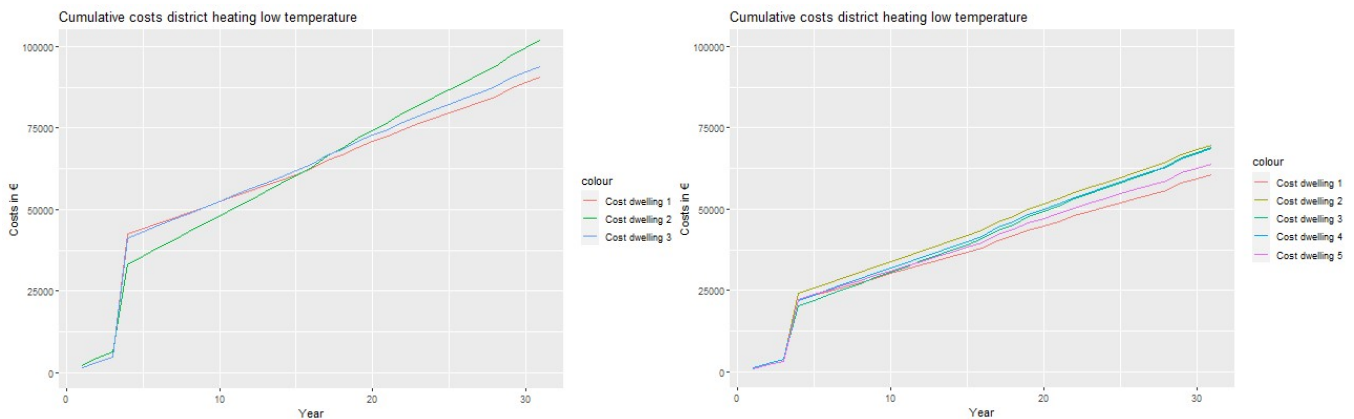 Cumulative costs district heating low temperature
100000
75000
50000
25000
0
Costs in €
0
10
20
30
Year
colour
Cost dwelling 1
Cost dwelling 2
Cost dwelling 3
Cumulative costs district heating low temperature
100000
75000
50000
25000
0
Costs in €
0
10
20
30
Year
colour
Cost dwelling 1
Cost dwelling 2
Cost dwelling 3
Cost dwelling 4
Cost dwelling 5